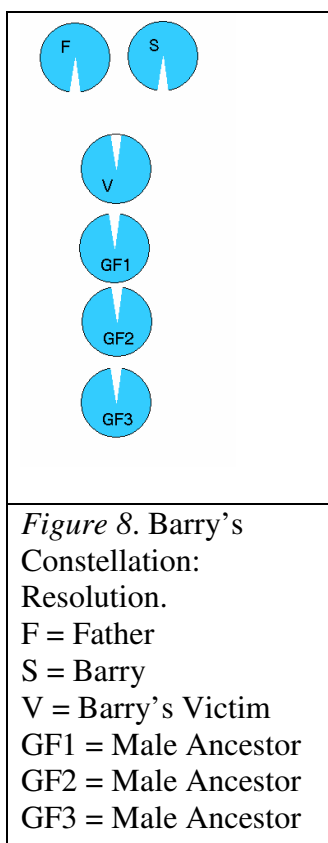 F S
V
GF1
GF2
GF3
Figure 8. Barry's
Constellation:
Resolution.
F = Father
S = Barry
V = Barry's Victim
GF1 = Male Ancestor
GF2 = Male Ancestor
GF3 = Male Ancestor